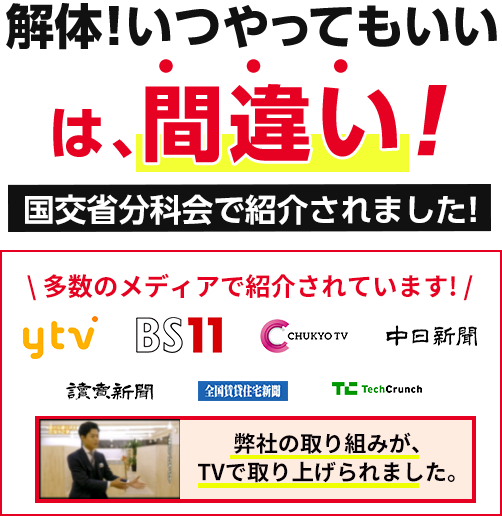 解体!いつやってもいい
は、間違い!
国交省分科会で紹介されました!
\ 多数のメディアで紹介されています! /
ytv
BS11
CHUKYO TV
中日新聞
讀賣新聞
全国賃貸住宅新聞
TechCrunch
弊社の取り組みが、
TVで取り上げられました。